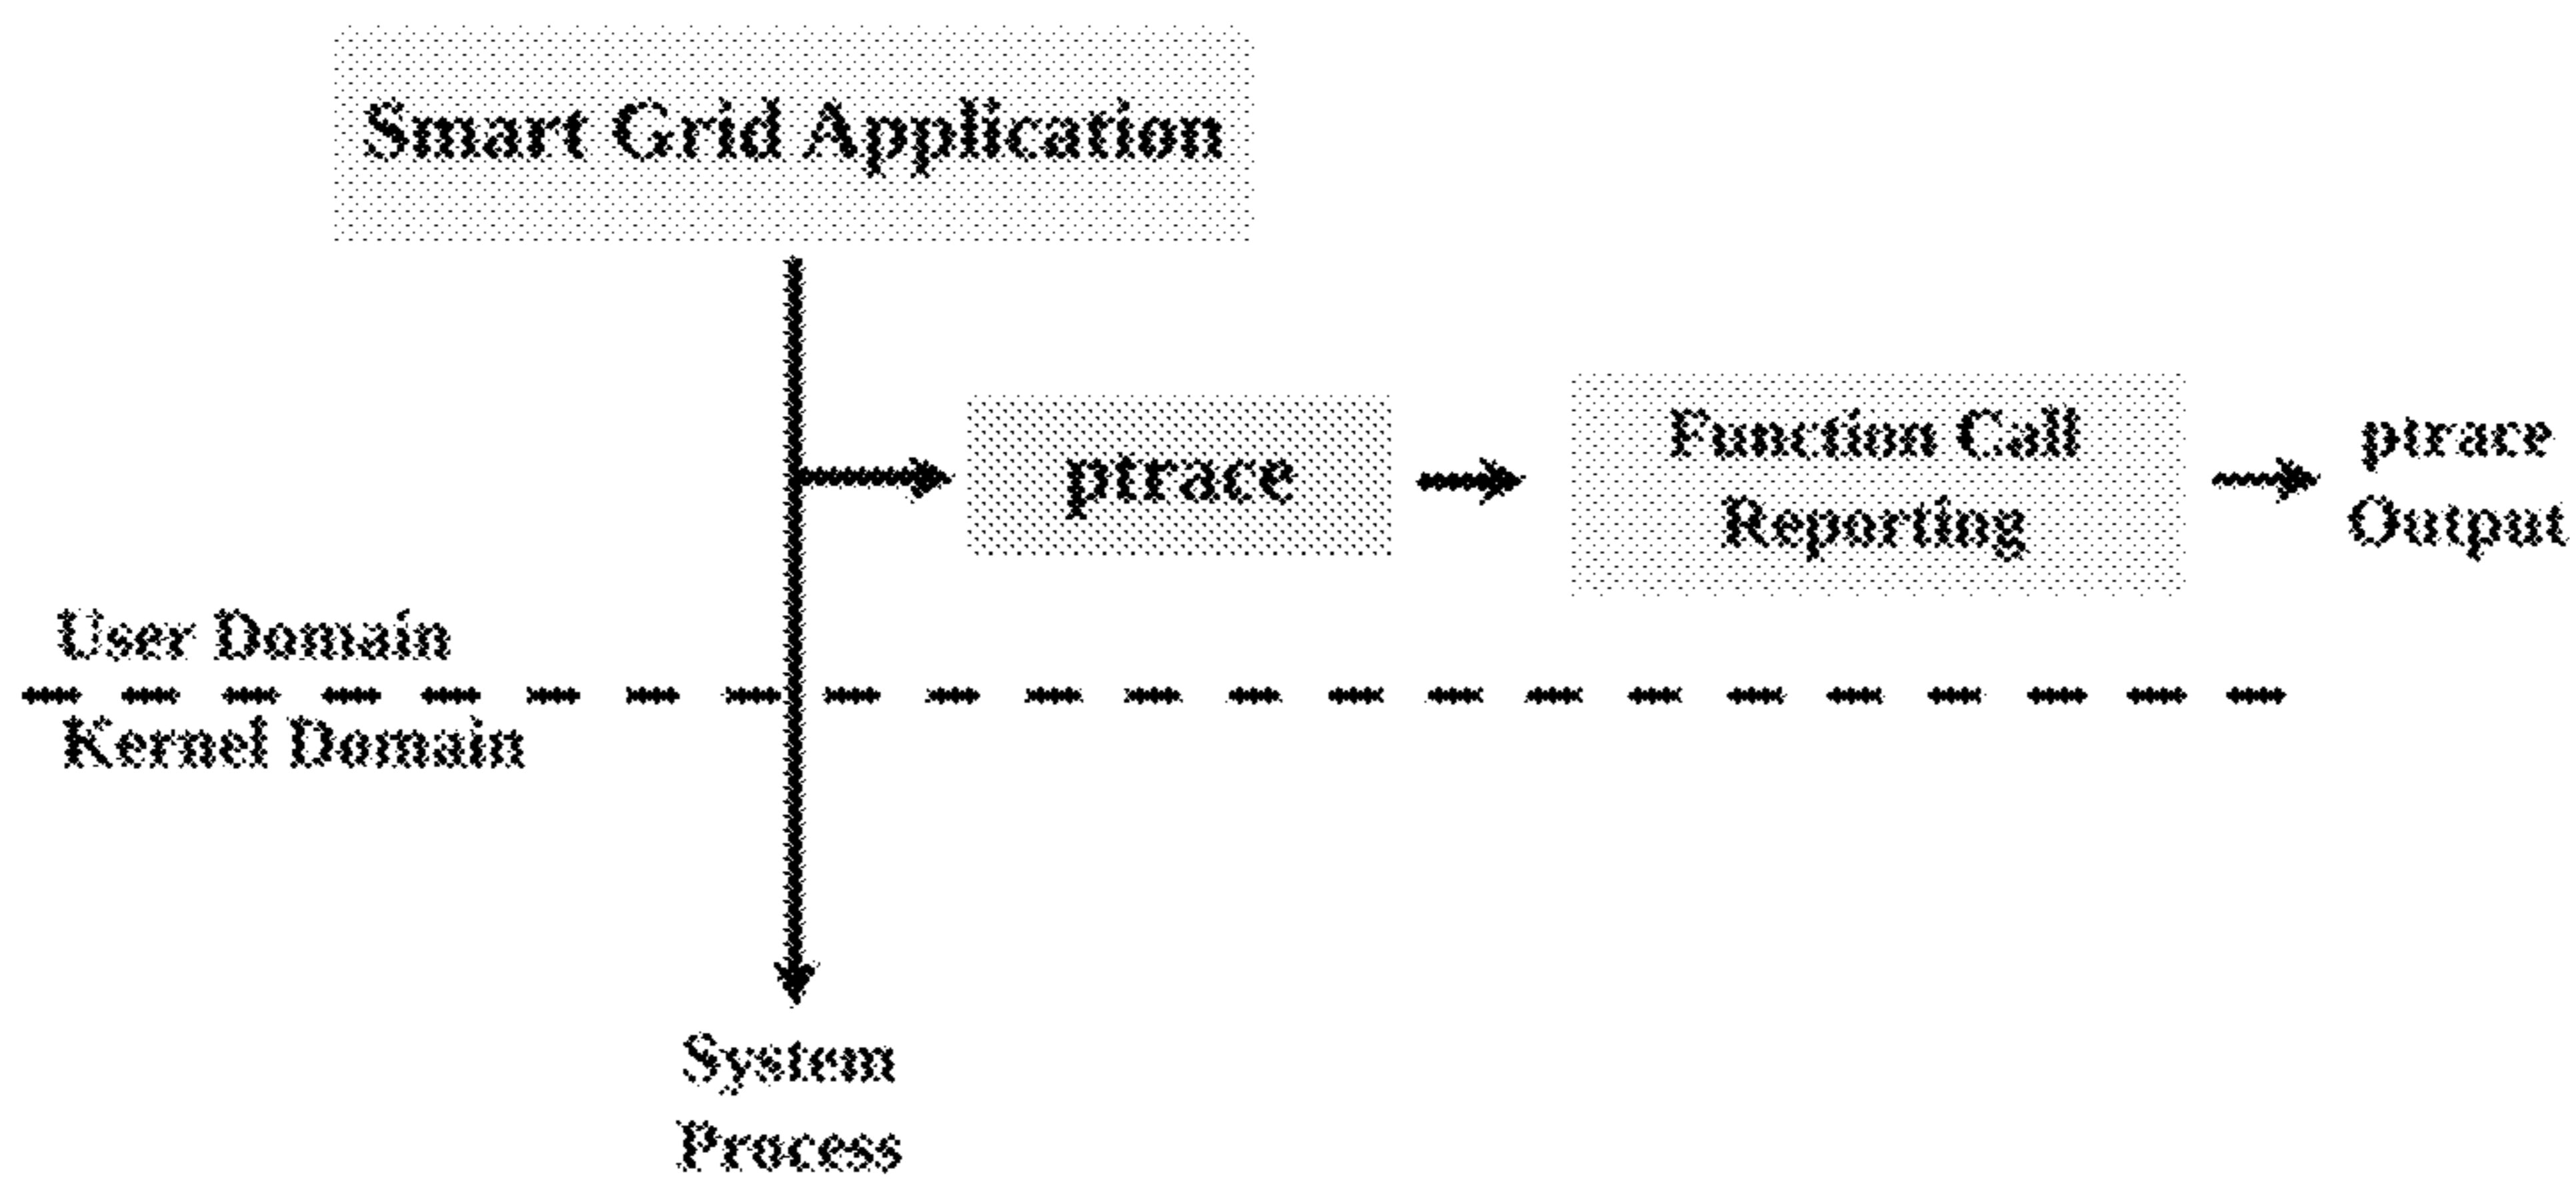 Smart Grid Application
ptrace
Function Call
Reporting
ptrace
Output
User Domain
Kernel Domain
System
Process